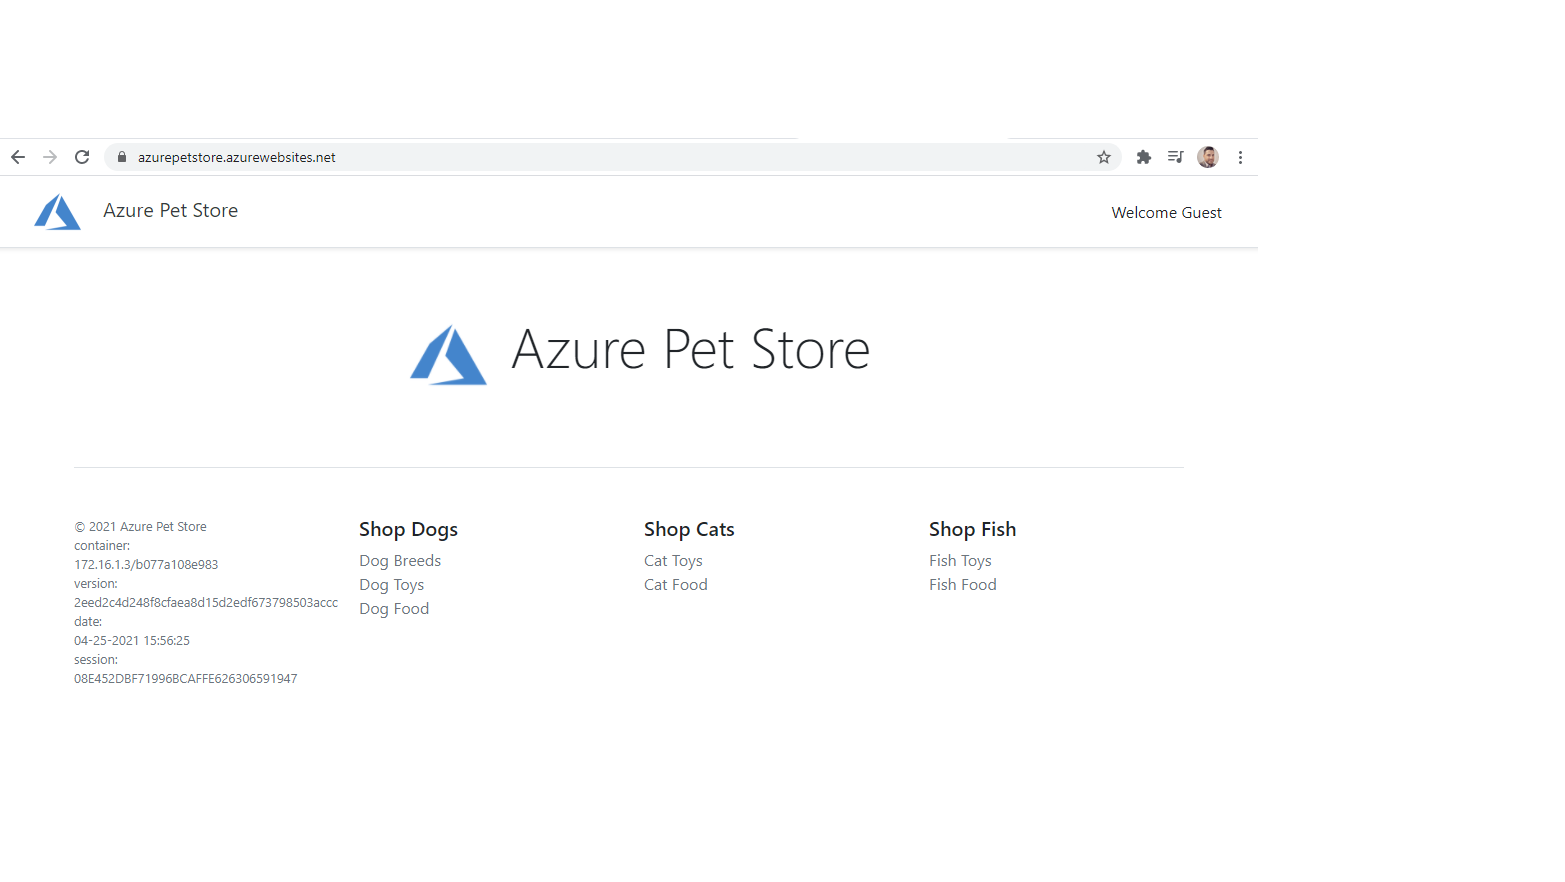 azurepetstore.azurewebsites.net
Azure Pet Store
Welcome Guest
Azure Pet Store
© 2021 Azure Pet Store
container:
172.16.1.3/b077a108e983
version:
2eed2c4d248f8cfaea8d15d2edf673798503accc
date:
04-25-2021 15:56:25
session:
08E452DBF71996BCAFFE626306591947
Shop Dogs
Dog Breeds
Dog Toys
Dog Food
Shop Cats
Cat Toys
Cat Food
Shop Fish
Fish Toys
Fish Food